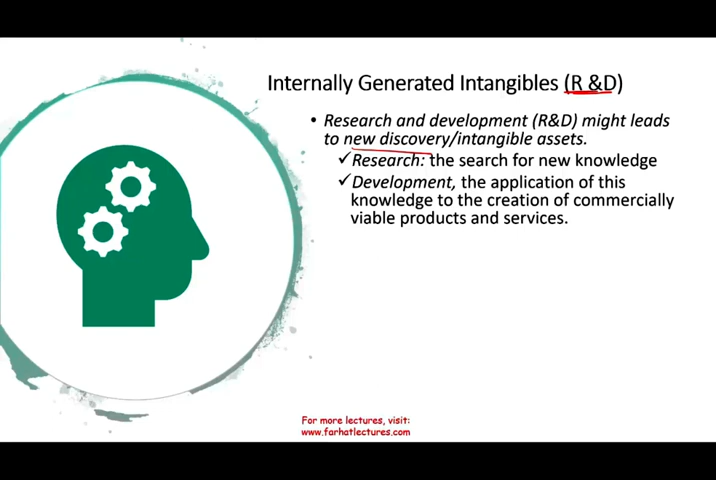 Internally Generated Intangibles (R &D)
• Research and development (R&D) might leads
to new discovery/intangible assets.
✓Research: the search for new knowledge
✓Development, the application of this
knowledge to the creation of commercially
viable products and services.
For more lectures, visit:
www.farhatlectures.com